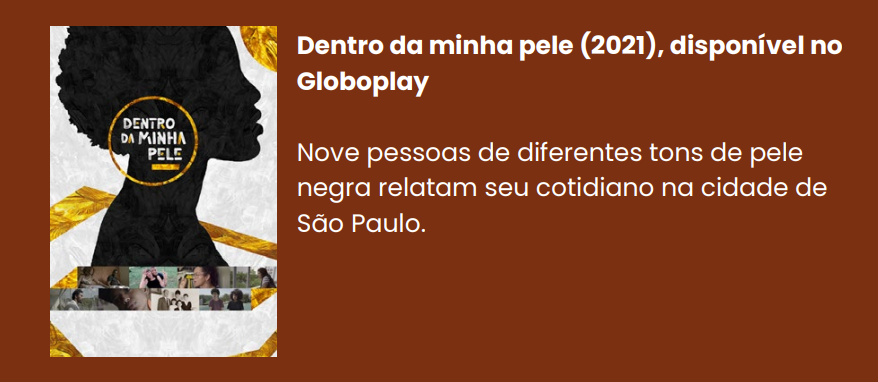 DENTRO
DA MINHA
PELE
Dentro da minha pele (2021), disponível no
Globoplay
Nove pessoas de diferentes tons de pele
negra relatam seu cotidiano na cidade de
São Paulo.